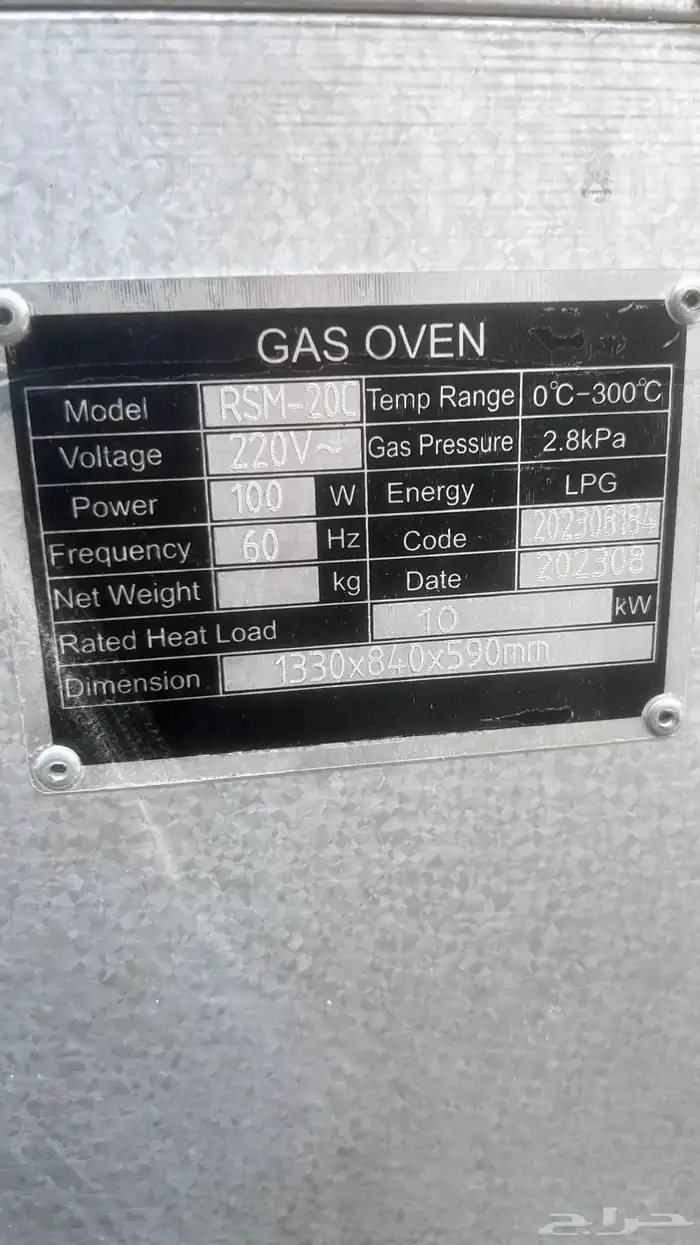 GAS OVEN
Model RSM-20C Temp Range 0℃-300℃
Voltage 220V~ Gas Pressure 2.8kPa
Power 100 W Energy LPG
Frequency 60 Hz Code 202308184
Net Weight kg Date 202308
Rated Heat Load 10 kW
Dimension 1330x840x590mm
حراج